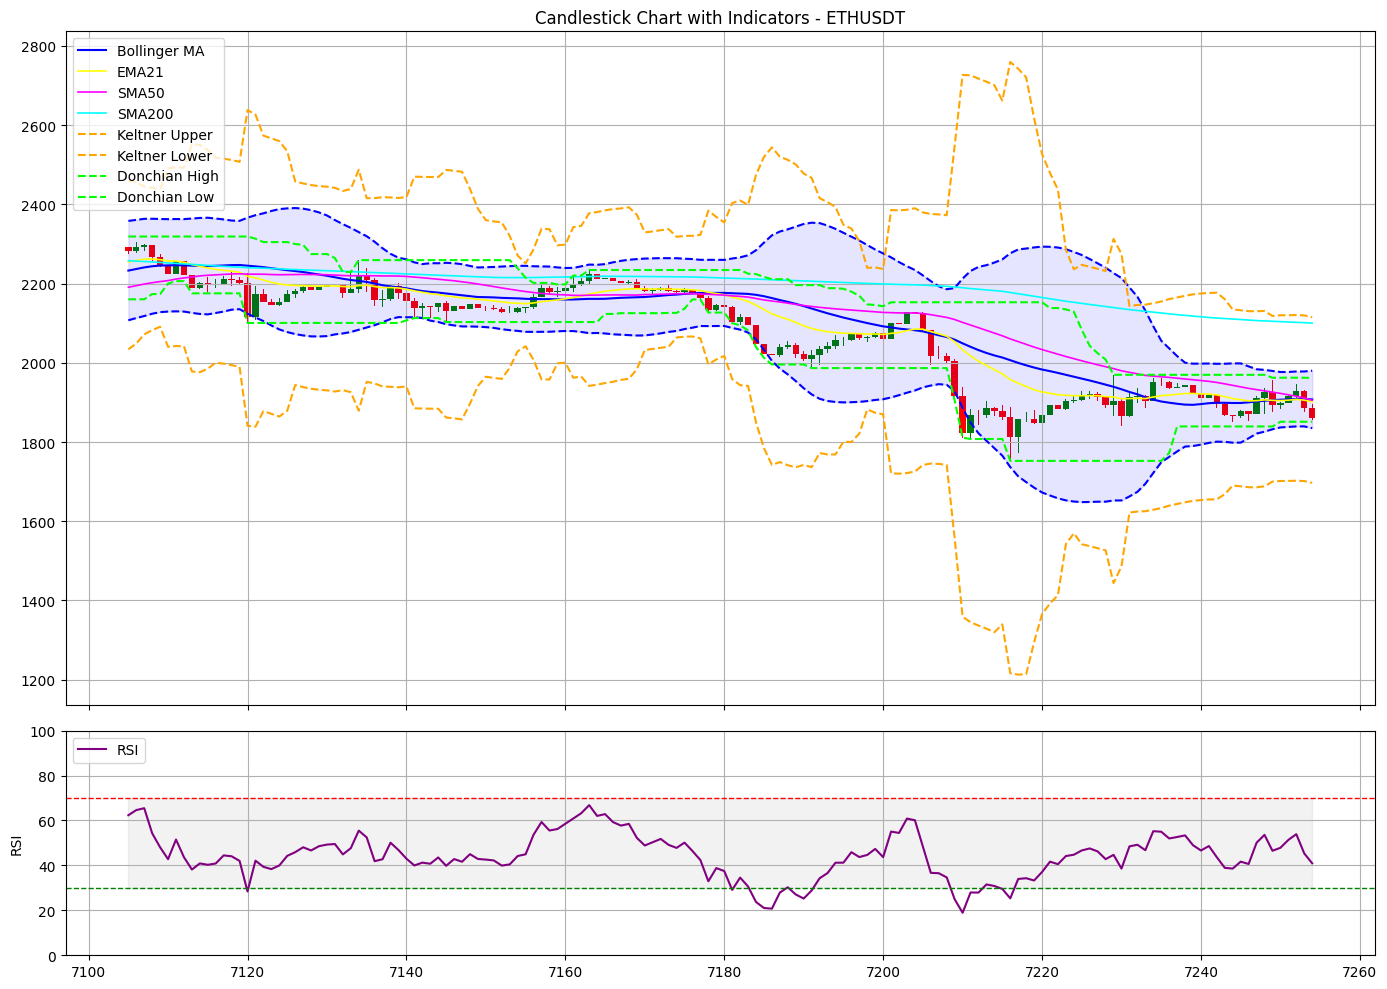 Candlestick Chart with Indicators - ETHUSDT
2800
2600
2400
2200
2000
1800
1600
1400
1200
Bollinger MA
EMA21
SMA50
SMA200
Keltner Upper
Keltner Lower
Donchian High
Donchian Low
100
80
60
40
20
0
RSI
RSI
7100 7120 7140 7160 7180 7200 7220 7240 7260